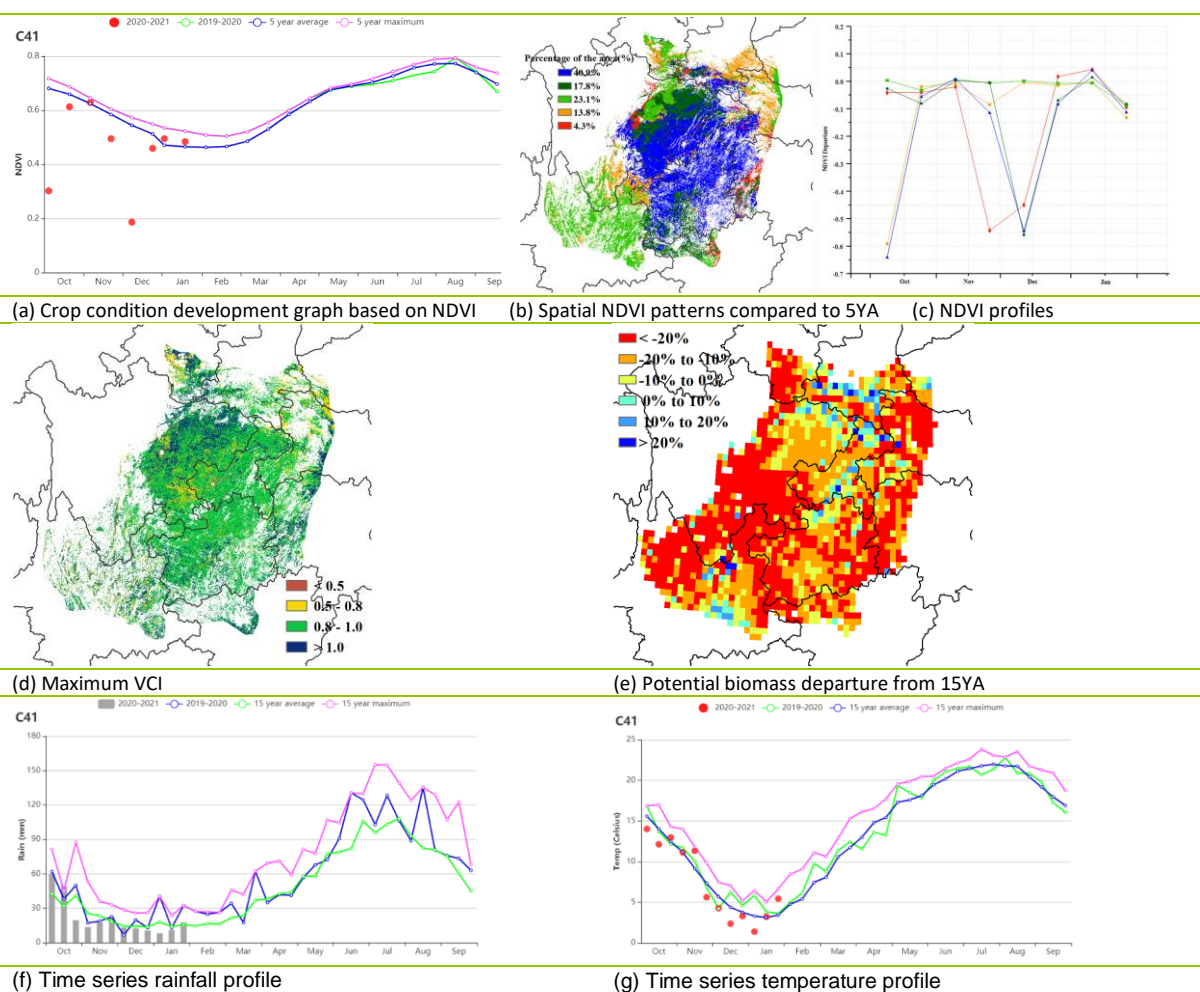 2020-2021 2019-2020 5 year average 5 year maximum
C41
0.8
0.6
0.4
0.2
0
NDVI
Oct Nov Dec Jan Feb Mar Apr May Jun Jul Aug Sep
Percentage of the area(%)
40.9%
17.8%
23.1%
13.8%
4.3%
0.2
0.1
0.0
-0.1
-0.2
-0.3
-0.4
-0.5
-0.6
-0.7
NDVI Departure
Oct Nov Dec Jan
(a) Crop condition development graph based on NDVI (b) Spatial NDVI patterns compared to 5YA (c) NDVI profiles
< 0.5
0.5 - 0.8
0.8 - 1.0
> 1.0
< -20%
-20% to -10%
-10% to 0%
0% to 10%
10% to 20%
> 20%
(d) Maximum VCI (e) Potential biomass departure from 15YA
2020-2021 2019-2020 15 year average 15 year maximum
C41
180
150
120
90
60
30
0
Rain (mm)
Oct Nov Dec Jan Feb Mar Apr May Jun Jul Aug Sep
2020-2021 2019-2020 15 year average 15 year maximum
C41
25
20
15
10
5
0
Temp (Celsius)
Oct Nov Dec Jan Feb Mar Apr May Jun Jul Aug Sep
(f) Time series rainfall profile (g) Time series temperature profile